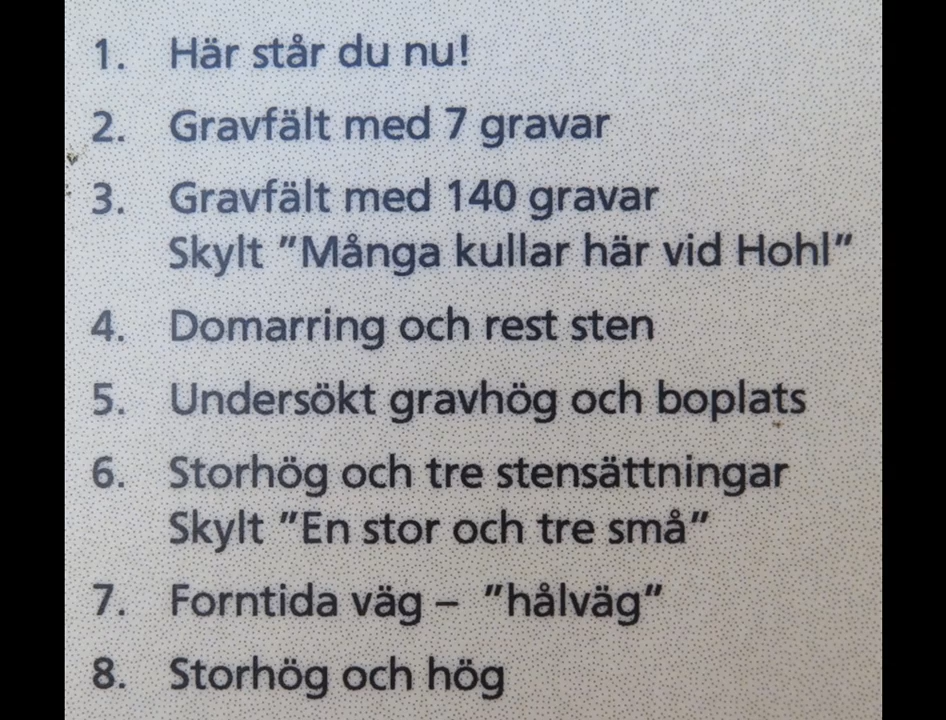 1. Här står du nu!
2. Gravfält med 7 gravar
3. Gravfält med 140 gravar
Skylt ”Många kullar här vid Hohl”
4. Domarring och rest sten
5. Undersökt gravhög och boplats
6. Storhög och tre stensättningar
Skylt ”En stor och tre små”
7. Forntida väg – ”hålväg“
8. Storhög och hög